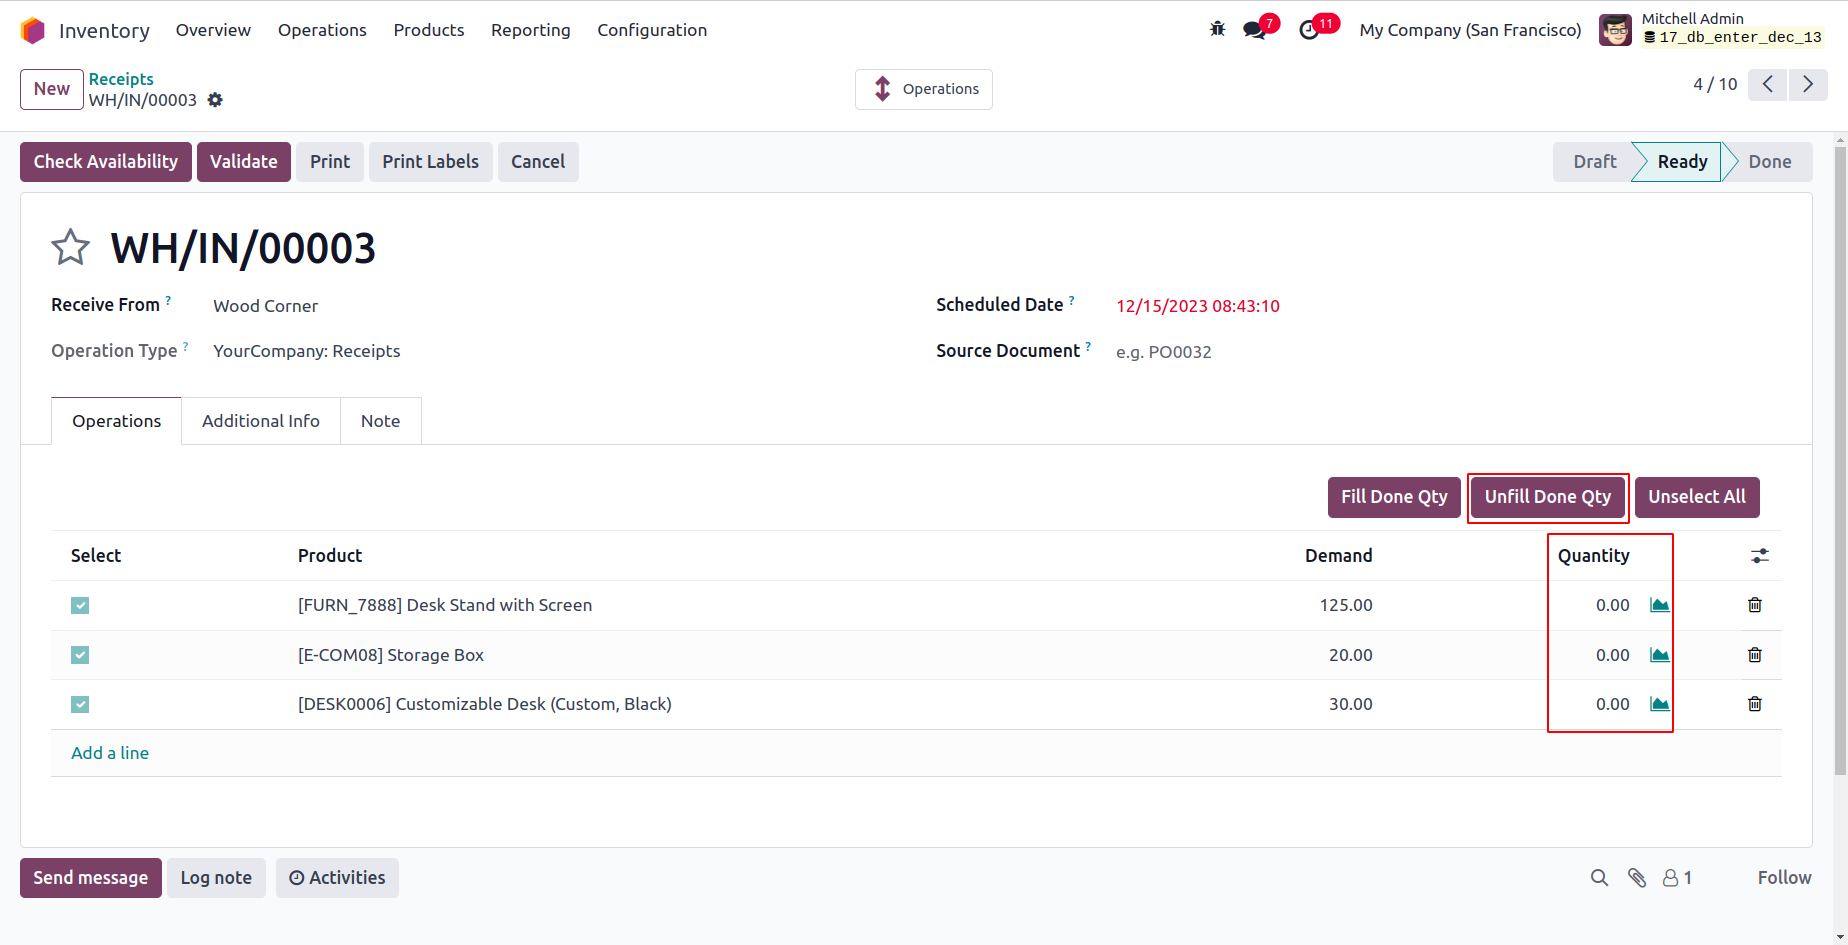 Inventory Overview Operations Products Reporting Configuration 7 11 My Company (San Francisco) Mitchell Admin
17_db_enter_dec_13
New Receipts
WH/IN/00003
Operations
4 / 10
Check Availability Validate Print Print Labels Cancel Draft Ready Done
WH/IN/00003
Receive From ? Wood Corner Scheduled Date ? 12/15/2023 08:43:10
Operation Type ? YourCompany: Receipts Source Document ? e.g. PO0032
Operations Additional Info Note
Fill Done Qty Unfill Done Qty Unselect All
Select Product Demand Quantity
[FURN_7888] Desk Stand with Screen 125.00 0.00
[E-COM08] Storage Box 20.00 0.00
[DESK0006] Customizable Desk (Custom, Black) 30.00 0.00
Add a line
Send message Log note Activities 1 Follow